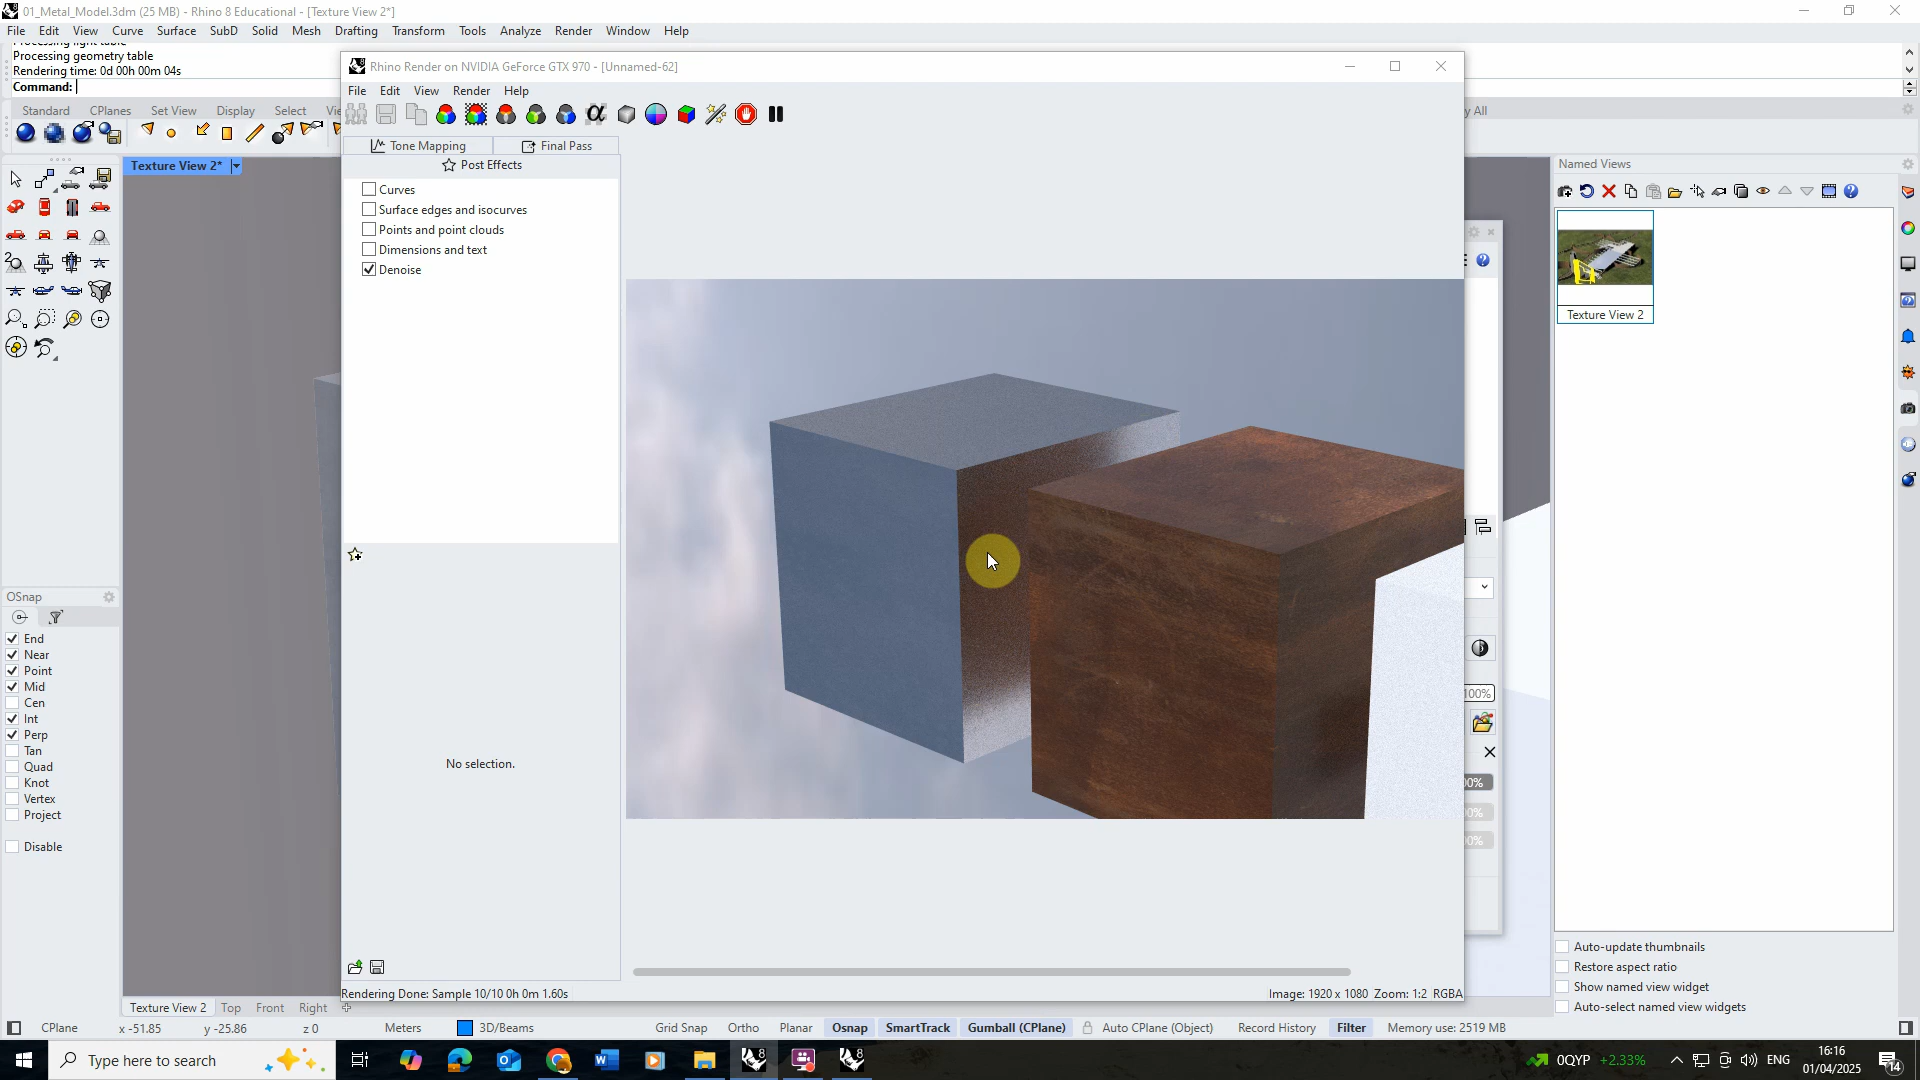 01_Metal_Model.3dm (25 MB) - Rhino 8 Educational - [Texture View 2*]
File Edit View Curve Surface SubD Solid Mesh Drafting Transform Tools Analyze Render Window Help
Processing light table
Processing geometry table
Rendering time: 0d 00h 00m 04s
Command:
Standard CPlanes Set View Display Select
Texture View 2*
Rhino Render on NVIDIA GeForce GTX 970 - [Unnamed-62]
File Edit View Render Help
Tone Mapping Final Pass
Post Effects
Curves
Surface edges and isocurves
Points and point clouds
Dimensions and text
Denoise
No selection.
Rendering Done: Sample 10/10 0h 0m 1.60s
Image: 1920 x 1080 Zoom: 1:2 RGBA
Named Views
Texture View 2
100%
Auto-update thumbnails
Restore aspect ratio
Show named view widget
Auto-select named view widgets
OSnap
End
Near
Point
Mid
Cen
Int
Perp
Tan
Quad
Knot
Vertex
Project
Disable
Texture View 2 Top Front Right
CPlane x -51.85 y -25.86 z 0 Meters 3D/Beams Grid Snap Ortho Planar Osnap SmartTrack Gumball (CPlane) Auto CPlane (Object) Record History Filter Memory use: 2519 MB
Type here to search
0QYP +2.33% ENG
16:16
01/04/2025
14